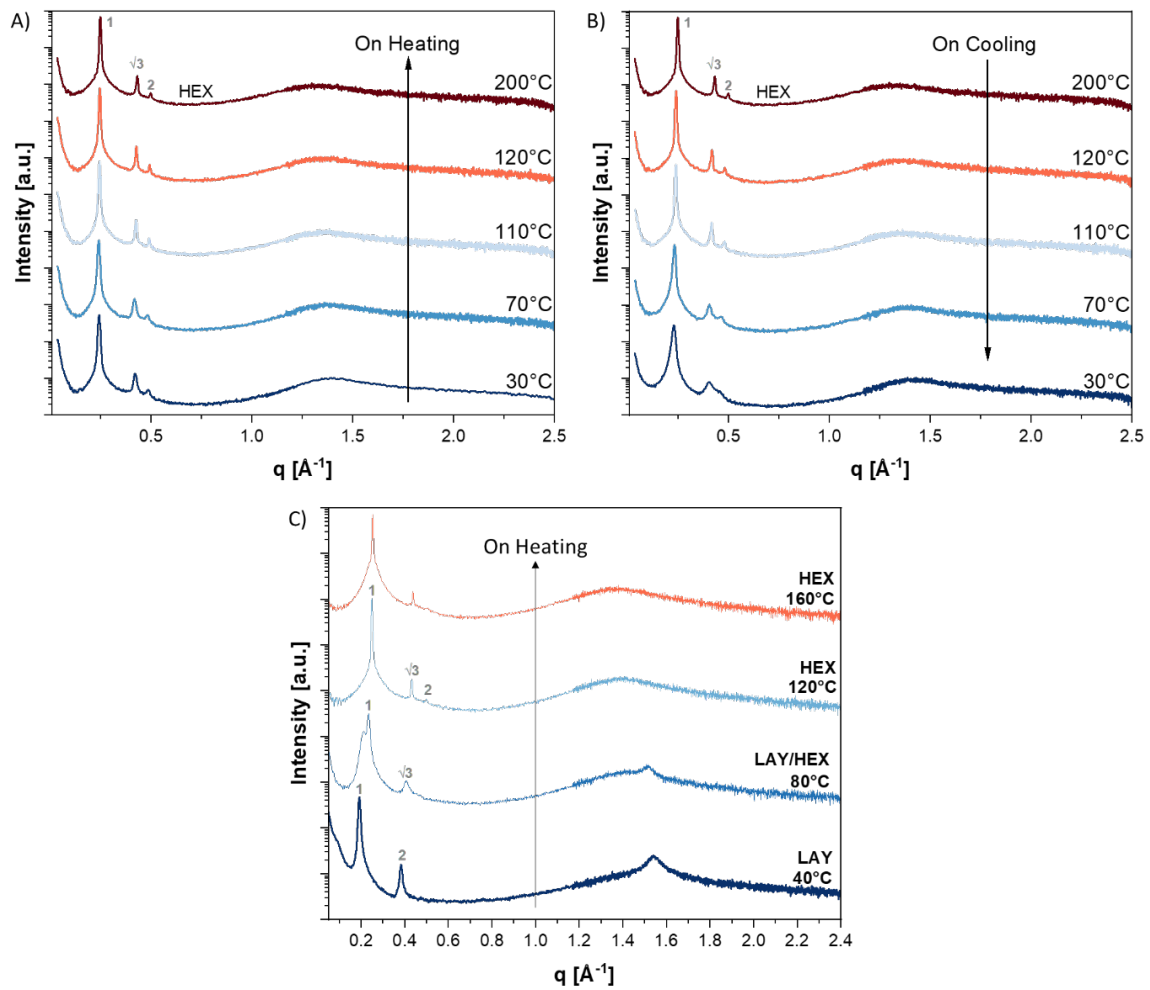 A)
On Heating
1
√3
2
HEX
200°C
120°C
110°C
70°C
30°C
Intensity [a.u.]
0.5
1.0
1.5
2.0
2.5
q [Å⁻¹]
B)
On Cooling
1
√3
2
HEX
200°C
120°C
110°C
70°C
30°C
Intensity [a.u.]
0.5
1.0
1.5
2.0
2.5
q [Å⁻¹]
C)
On Heating
HEX
160°C
1
√3
2
HEX
120°C
1
√3
LAY/HEX
80°C
1
2
LAY
40°C
Intensity [a.u.]
0.2
0.4
0.6
0.8
1.0
1.2
1.4
1.6
1.8
2.0
2.2
2.4
q [Å⁻¹]